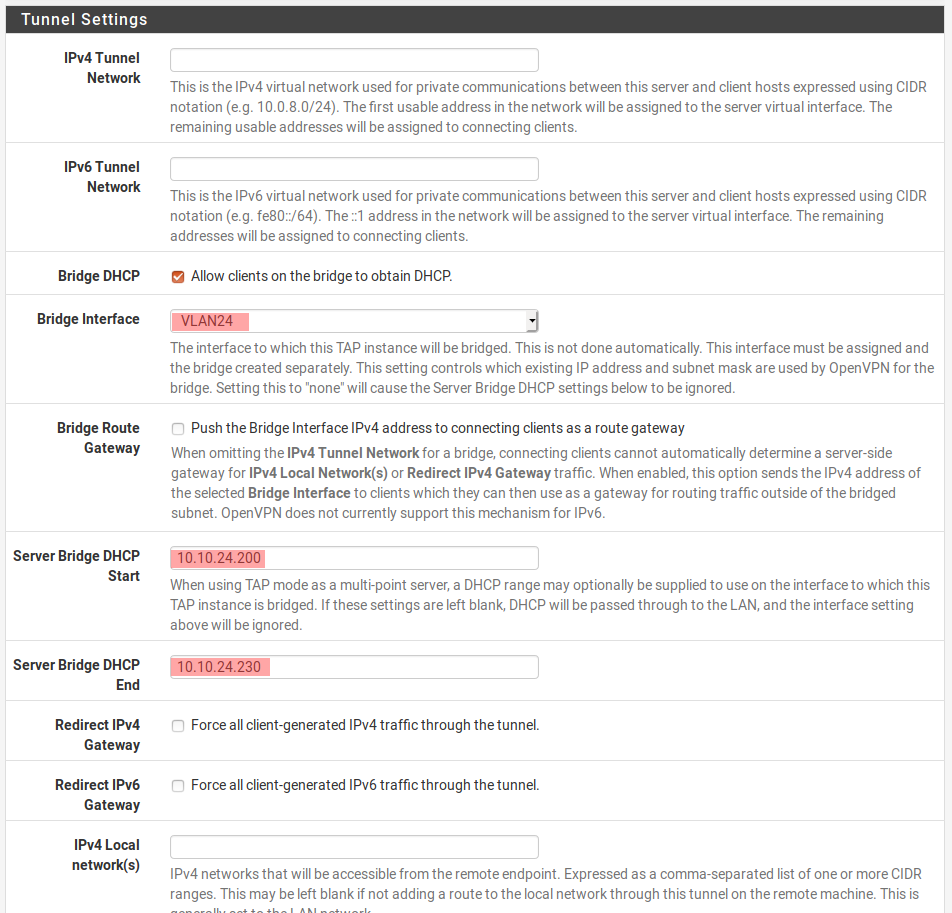 Tunnel Settings
IPv4 Tunnel
Network
This is the IPv4 virtual network used for private communications between this server and client hosts expressed using CIDR
notation (e.g. 10.0.8.0/24). The first usable address in the network will be assigned to the server virtual interface. The
remaining usable addresses will be assigned to connecting clients.
IPv6 Tunnel
Network
This is the IPv6 virtual network used for private communications between this server and client hosts expressed using CIDR
notation (e.g. fe80::/64). The ::1 address in the network will be assigned to the server virtual interface. The remaining
addresses will be assigned to connecting clients.
Bridge DHCP
Allow clients on the bridge to obtain DHCP.
Bridge Interface
VLAN24
The interface to which this TAP instance will be bridged. This is not done automatically. This interface must be assigned and
the bridge created separately. This setting controls which existing IP address and subnet mask are used by OpenVPN for the
bridge. Setting this to "none" will cause the Server Bridge DHCP settings below to be ignored.
Bridge Route
Gateway
Push the Bridge Interface IPv4 address to connecting clients as a route gateway
When omitting the IPv4 Tunnel Network for a bridge, connecting clients cannot automatically determine a server-side
gateway for IPv4 Local Network(s) or Redirect IPv4 Gateway traffic. When enabled, this option sends the IPv4 address of
the selected Bridge Interface to clients which they can then use as a gateway for routing traffic outside of the bridged
subnet. OpenVPN does not currently support this mechanism for IPv6.
Server Bridge DHCP
Start
10.10.24.200
When using TAP mode as a multi-point server, a DHCP range may optionally be supplied to use on the interface to which this
TAP instance is bridged. If these settings are left blank, DHCP will be passed through to the LAN, and the interface setting
above will be ignored.
Server Bridge DHCP
End
10.10.24.230
Redirect IPv4
Gateway
Force all client-generated IPv4 traffic through the tunnel.
Redirect IPv6
Gateway
Force all client-generated IPv6 traffic through the tunnel.
IPv4 Local
network(s)
IPv4 networks that will be accessible from the remote endpoint. Expressed as a comma-separated list of one or more CIDR
ranges. This may be left blank if not adding a route to the local network through this tunnel on the remote machine. This is
generally set to the LAN network.